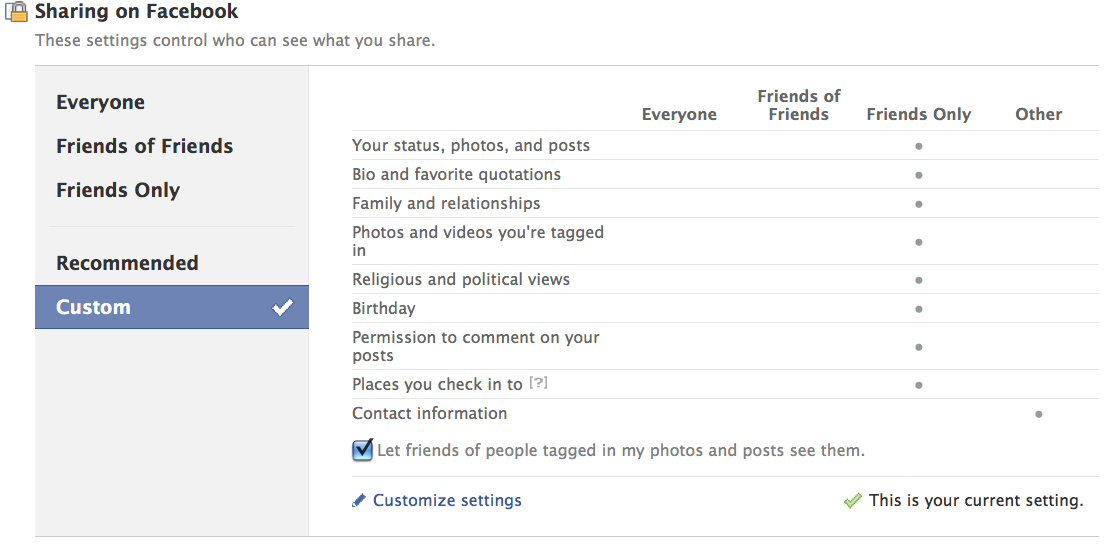 Sharing on Facebook
These settings control who can see what you share.
Everyone
Friends of Friends
Friends Only
Recommended
Custom
Everyone Friends of Friends Friends Only Other
Your status, photos, and posts
Bio and favorite quotations
Family and relationships
Photos and videos you're tagged
in
Religious and political views
Birthday
Permission to comment on your
posts
Places you check in to [?]
Contact information
Let friends of people tagged in my photos and posts see them.
Customize settings
This is your current setting.